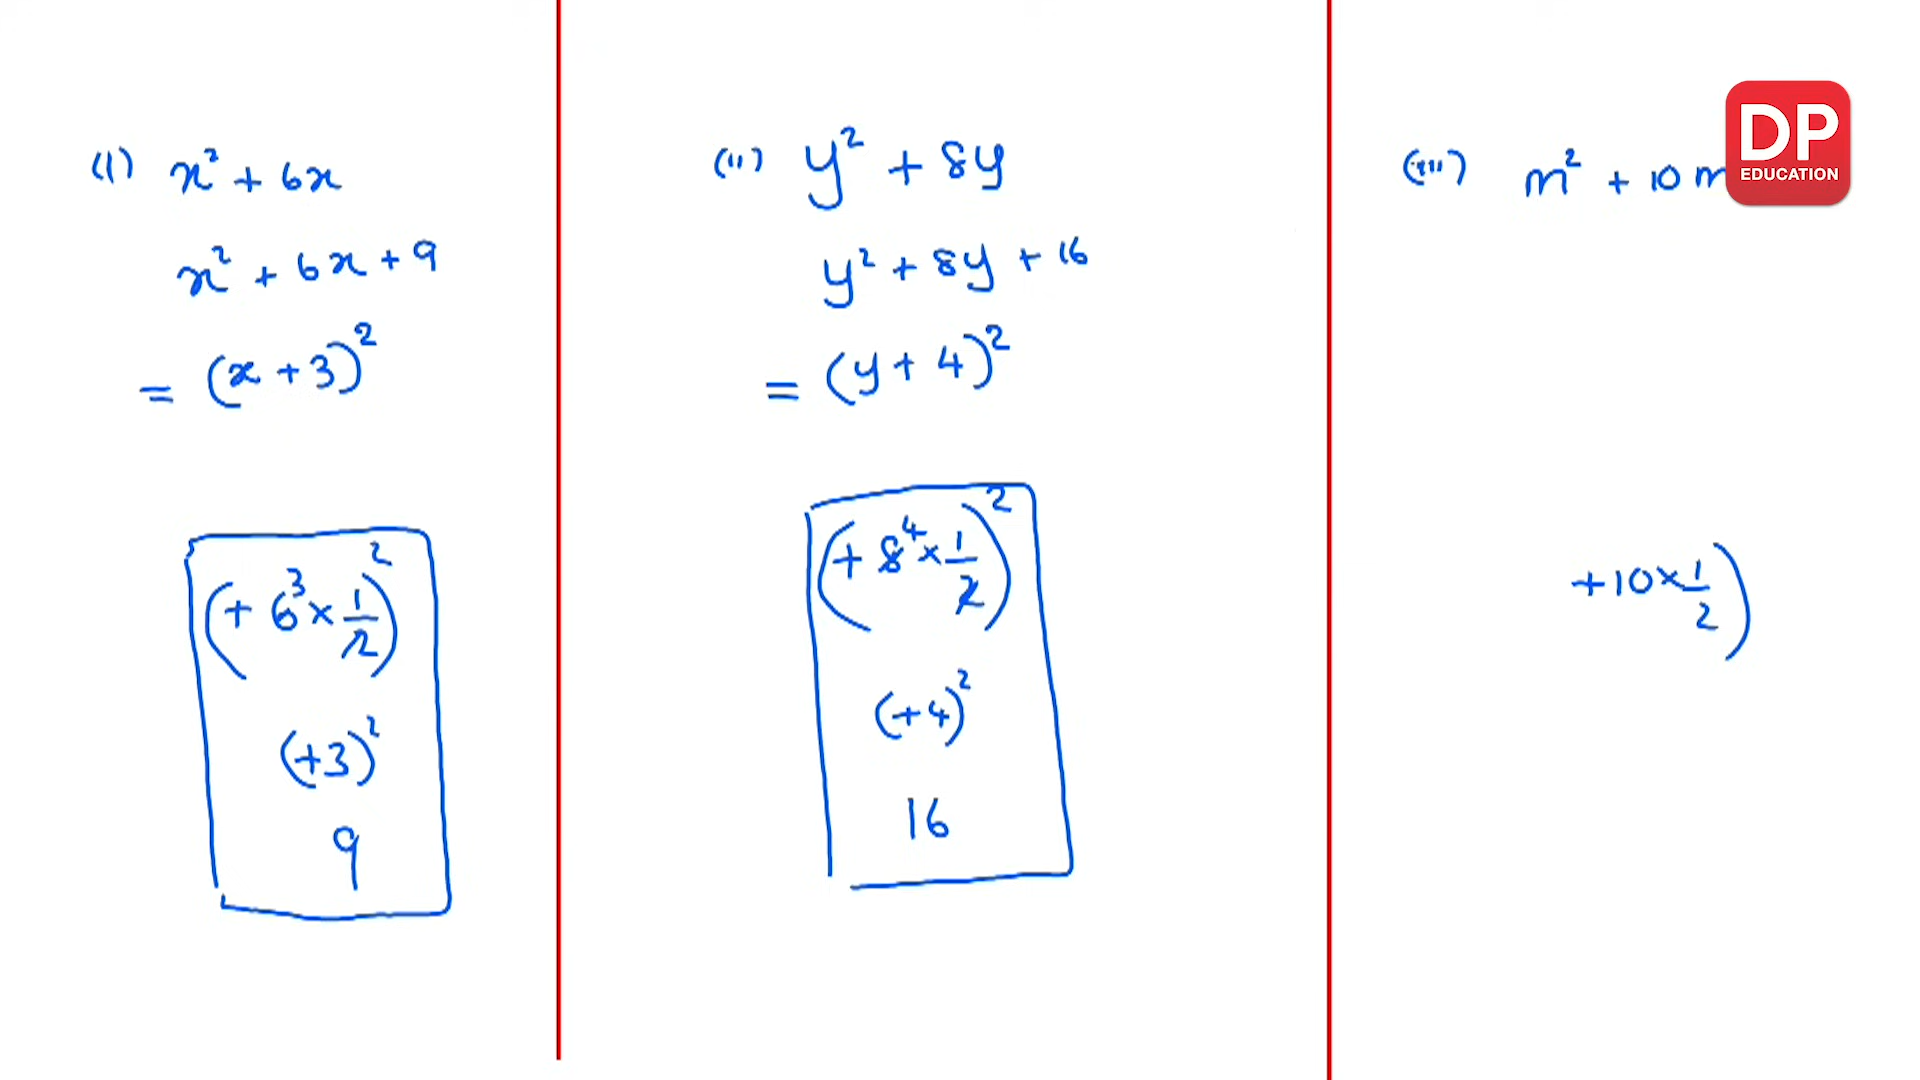 (i) x² + 6x
x² + 6x + 9
= (x + 3)²
(+ 6³ × 1/2)²
(+3)²
9
(ii) y² + 8y
y² + 8y + 16
= (y + 4)²
(+ 8⁴ × 1/2)²
(+4)²
16
(iii) m² + 10 m
+10 × 1/2)
DP
EDUCATION